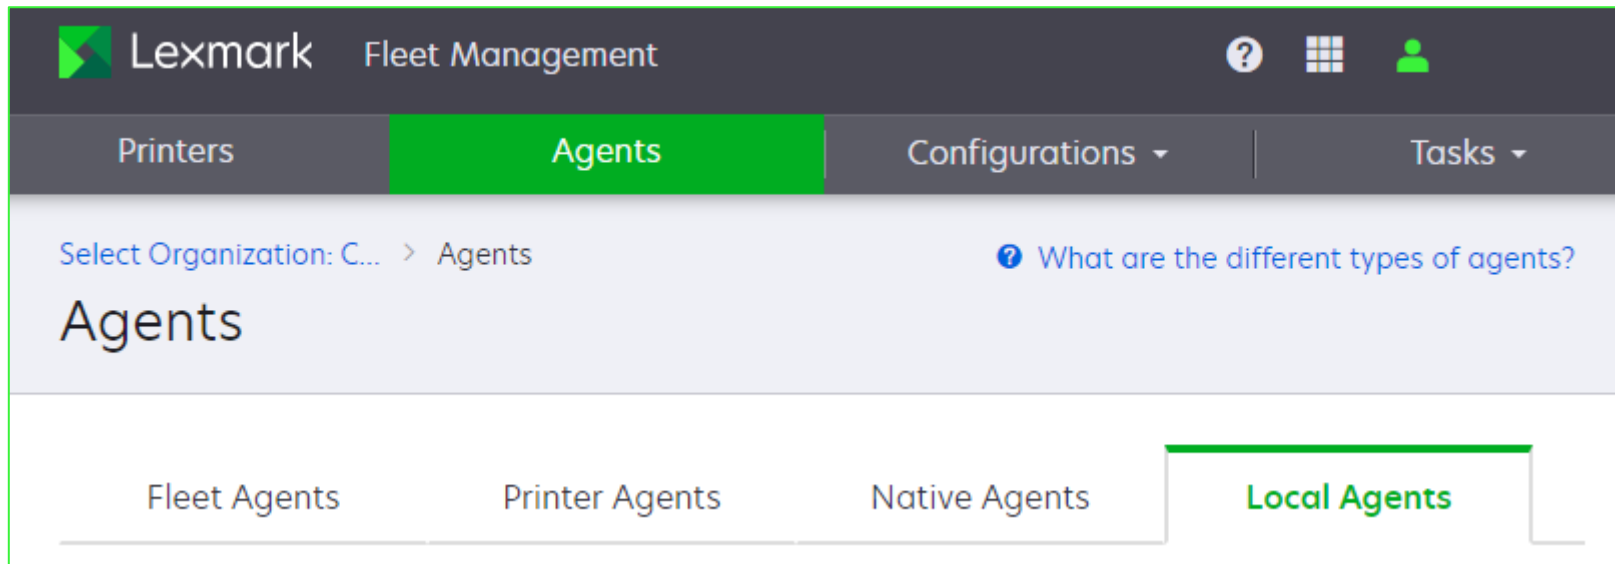 Lexmark Fleet Management
Printers Agents Configurations Tasks
Select Organization: C... > Agents What are the different types of agents?
Agents
Fleet Agents Printer Agents Native Agents Local Agents